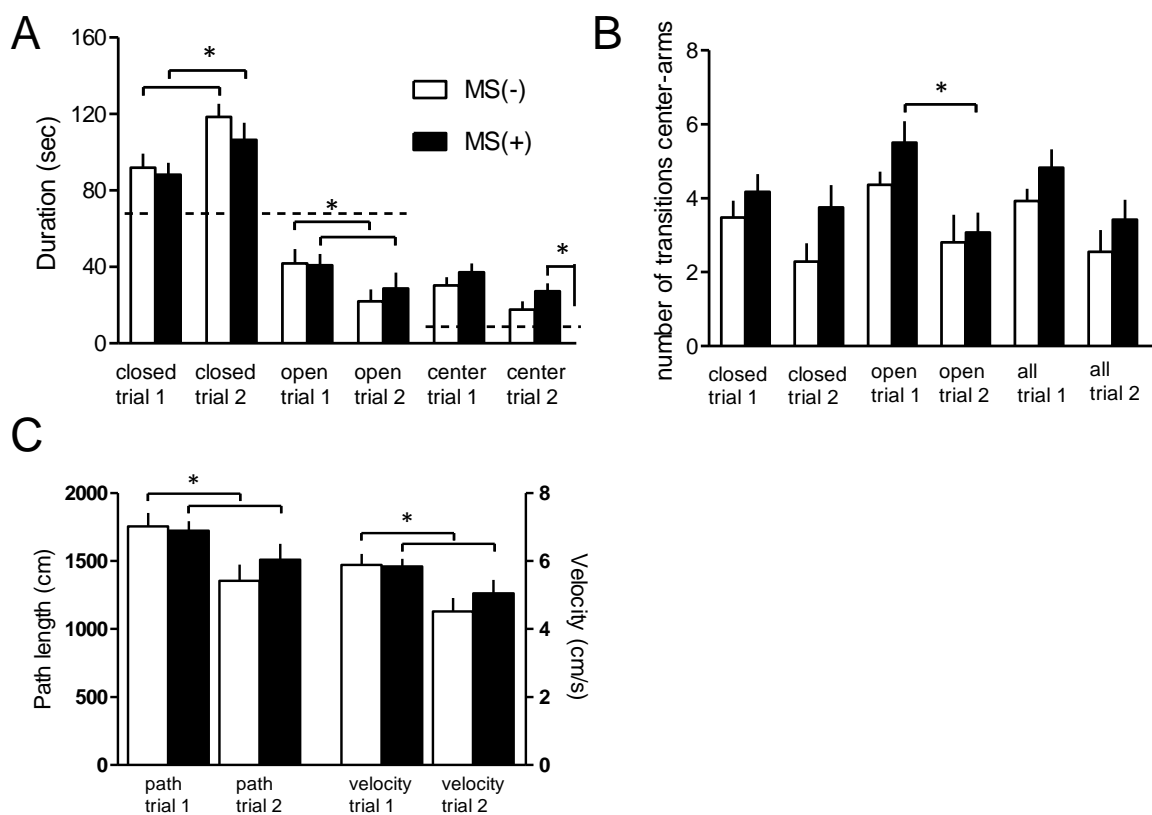 A
160
120
80
40
0
Duration (sec)
*
*
*
MS(-)
MS(+)
closed
trial 1
closed
trial 2
open
trial 1
open
trial 2
center
trial 1
center
trial 2
B
8
6
4
2
0
number of transitions center-arms
*
closed
trial 1
closed
trial 2
open
trial 1
open
trial 2
all
trial 1
all
trial 2
C
2000
1500
1000
500
0
Path length (cm)
*
*
8
6
4
2
0
Velocity (cm/s)
path
trial 1
path
trial 2
velocity
trial 1
velocity
trial 2